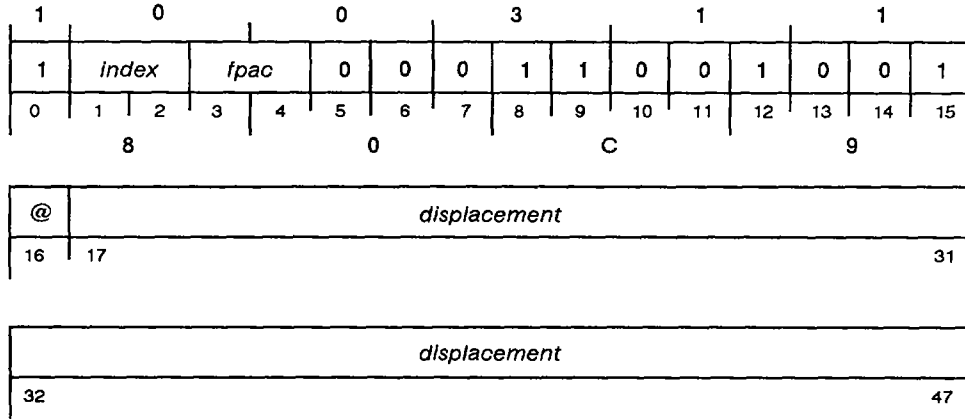 1 0 0 3 1 1
1 index fpac 0 0 0 1 1 0 0 1 0 0 1
0 1 2 3 4 5 6 7 8 9 10 11 12 13 14 15
8 0 C 9
@ displacement
16 17 31
displacement
32 47